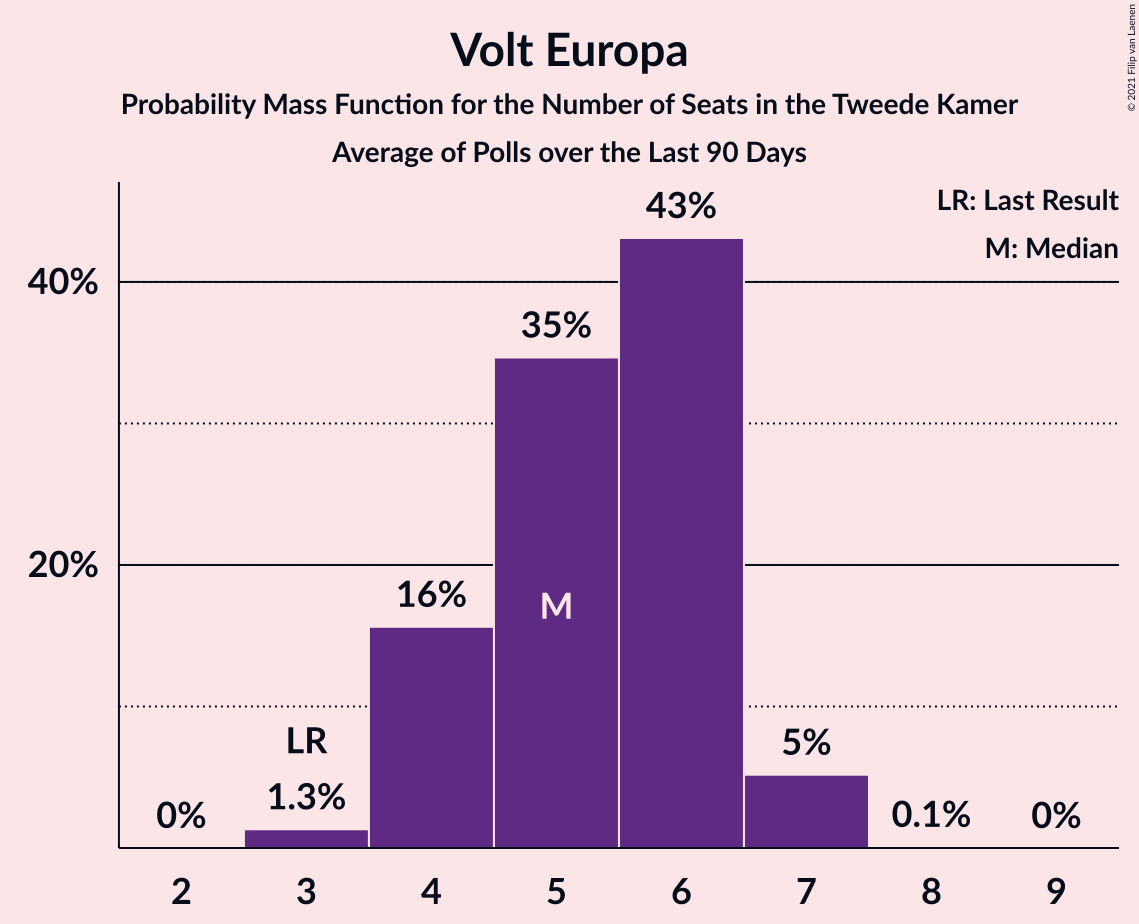 Volt Europa
Probability Mass Function for the Number of Seats in the Tweede Kamer
Average of Polls over the Last 90 Days
© 2021 Filip van Laenen
LR: Last Result
M: Median
43%
40%
35%
20%
16%
M
LR
5%
1.3%
0%
0.1%
0%
2 3 4 5 6 7 8 9